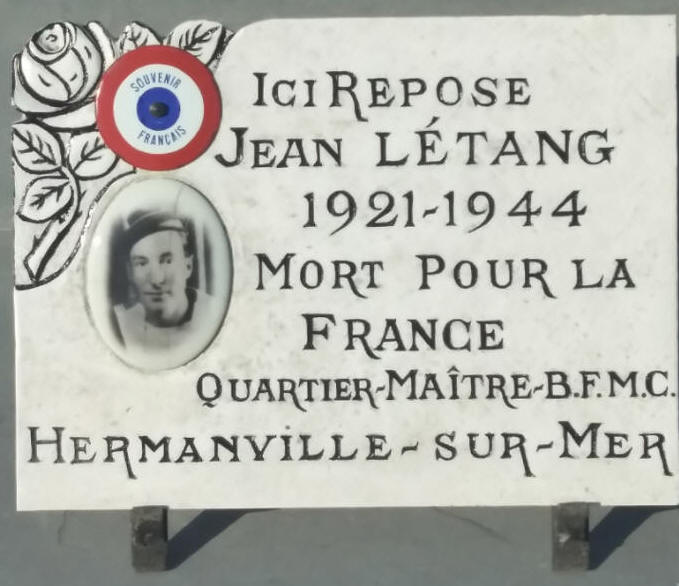 SOUVENIR
FRANÇAIS
ICI REPOSE
JEAN LÉTANG
1921-1944
MORT POUR LA
FRANCE
QUARTIER-MAÎTRE-B.F.M.C.
HERMANVILLE-SUR-MER